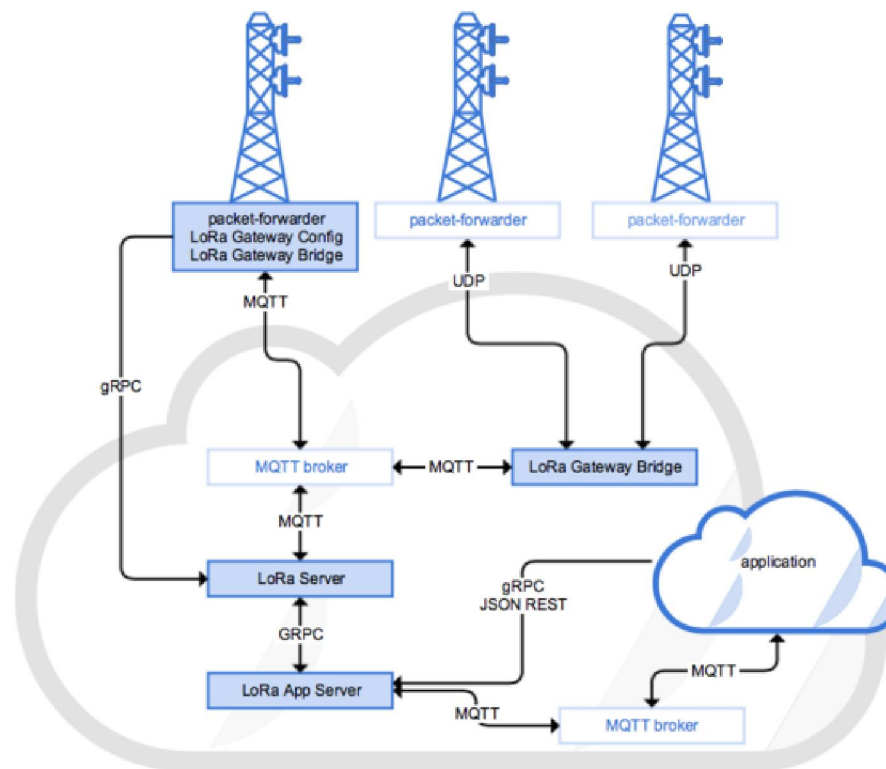 packet-forwarder
LoRa Gateway Config
LoRa Gateway Bridge
packet-forwarder
packet-forwarder
MQTT
UDP
UDP
gRPC
MQTT broker
MQTT
LoRa Gateway Bridge
MQTT
LoRa Server
gRPC
JSON REST
application
GRPC
LoRa App Server
MQTT
MQTT
MQTT broker